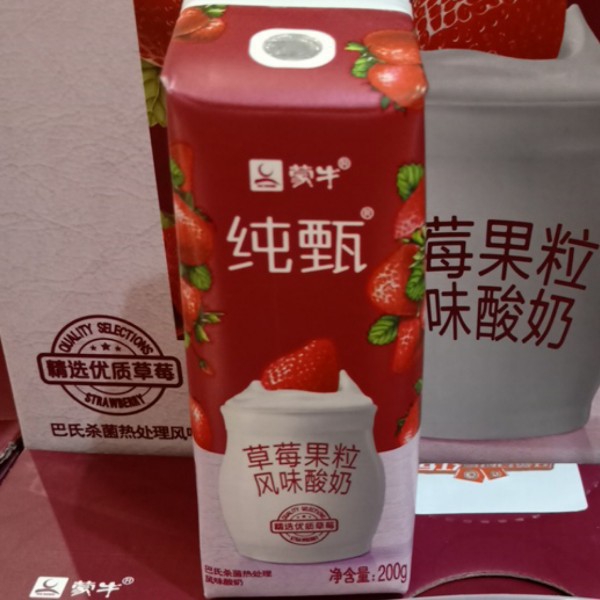 蒙牛®
纯甄®
草莓果粒
风味酸奶
QUALITY SELECTIONS
精选优质草莓
STRAWBERRY
巴氏杀菌热处理
风味酸奶
净含量:200g
QUALITY SELECTIONS
精选优质草莓
STRAWBERRY
巴氏杀菌热处理风味
莓果粒
味酸奶
蒙牛®